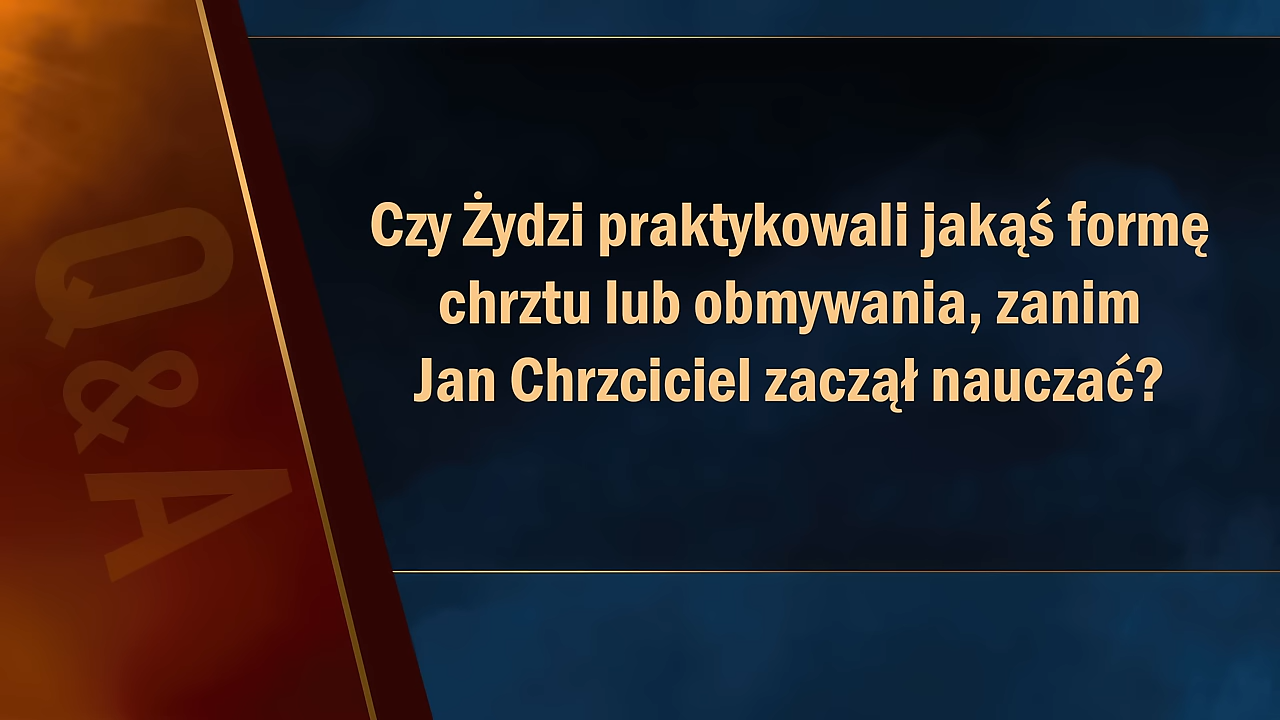 Czy Żydzi praktykowali jakąś formę
chrztu lub obmywania, zanim
Jan Chrzciciel zaczął nauczać?
Q&A